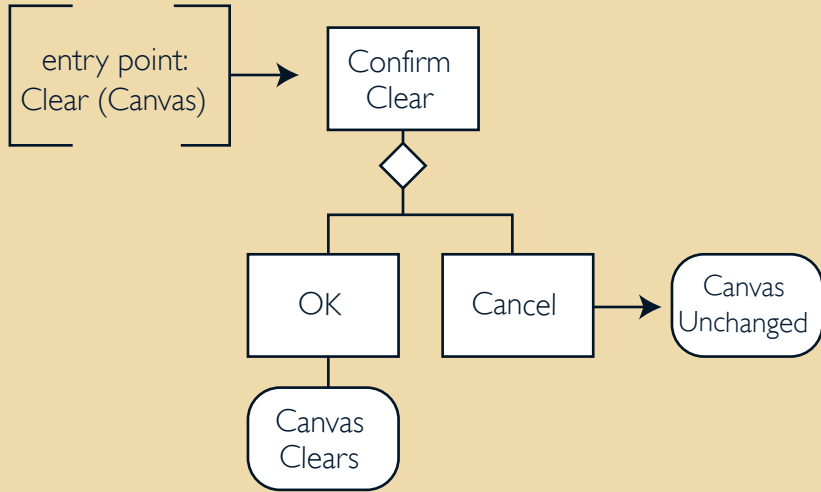 entry point:
Clear (Canvas)
Confirm
Clear
OK
Cancel
Canvas
Unchanged
Canvas
Clears